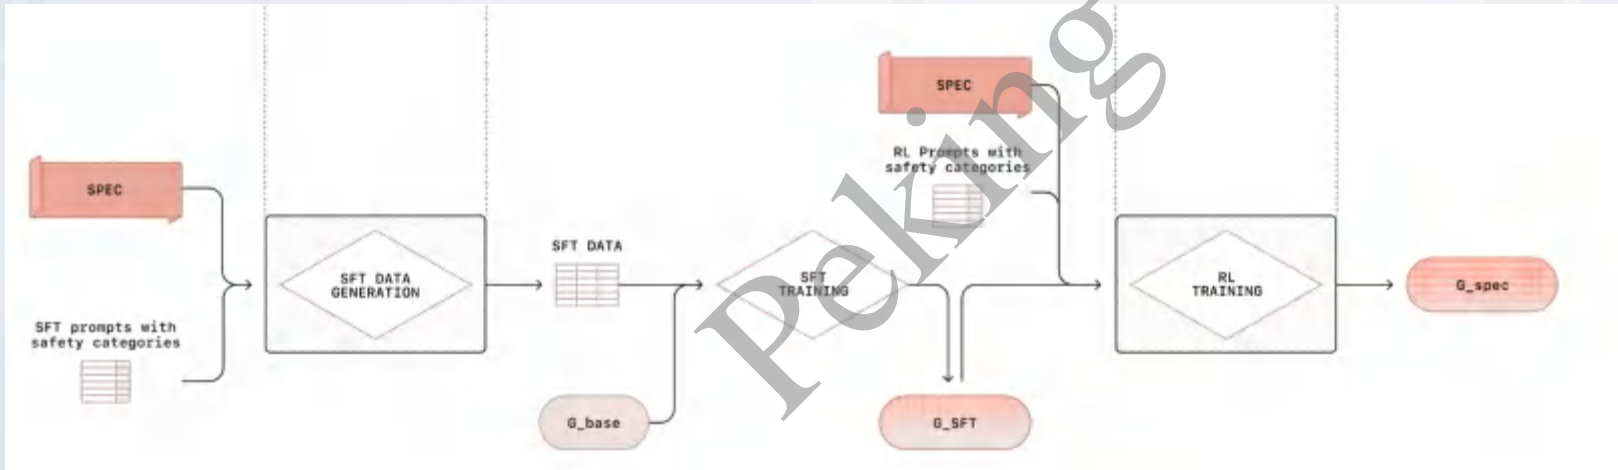 SPEC
SFT prompts with
safety categories
SFT DATA
GENERATION
SFT DATA
G_base
SFT
TRAINING
G_SFT
SPEC
RL Prompts with
safety categories
RL
TRAINING
G_spec
Peking